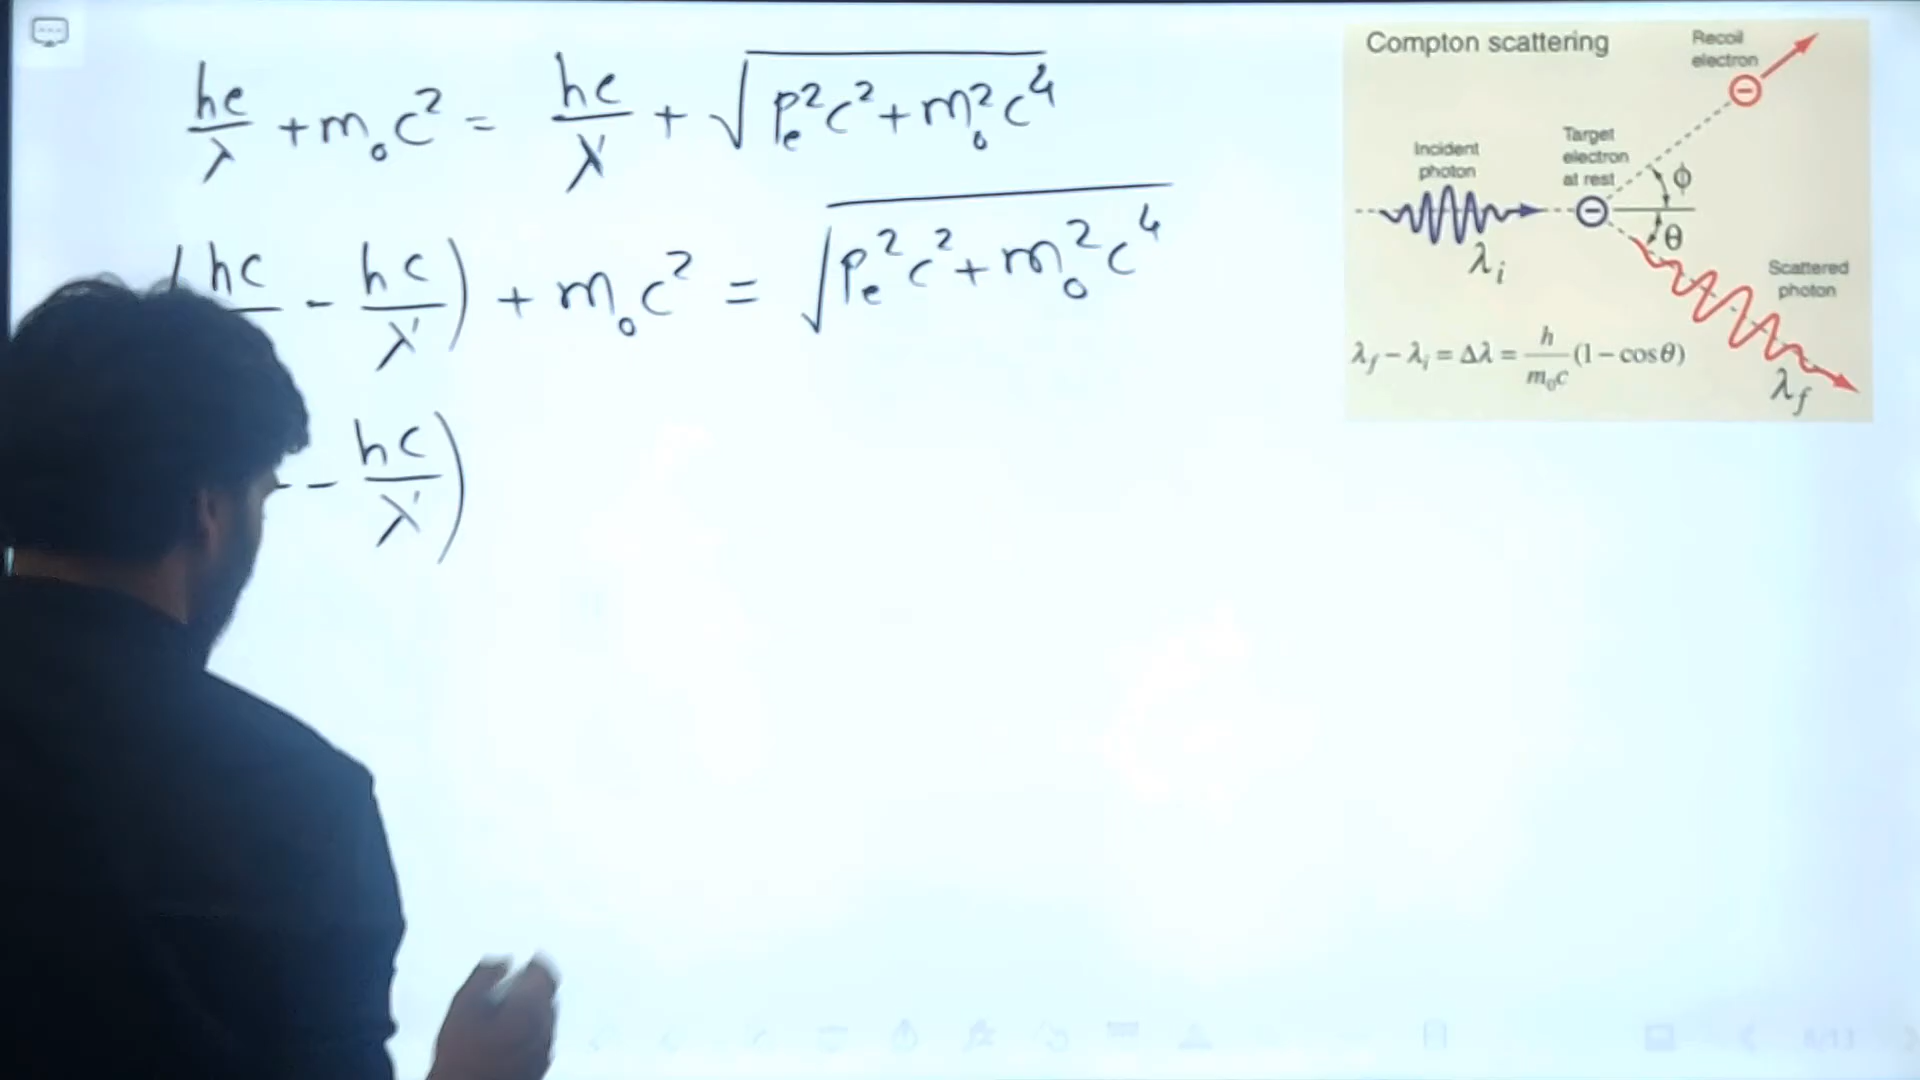 hc/λ + m₀c² = hc/λ' + √(Pₑ²c² + m₀²c⁴)
(hc - hc/λ') + m₀c² = √(Pₑ²c² + m₀²c⁴)
- hc/λ')
Compton scattering
Recoil
electron
Target
electron
at rest
Incident
photon
ϕ
θ
λᵢ
Scattered
photon
λ_f - λᵢ = Δλ = h/m₀c (1 - cosθ)
λ_f